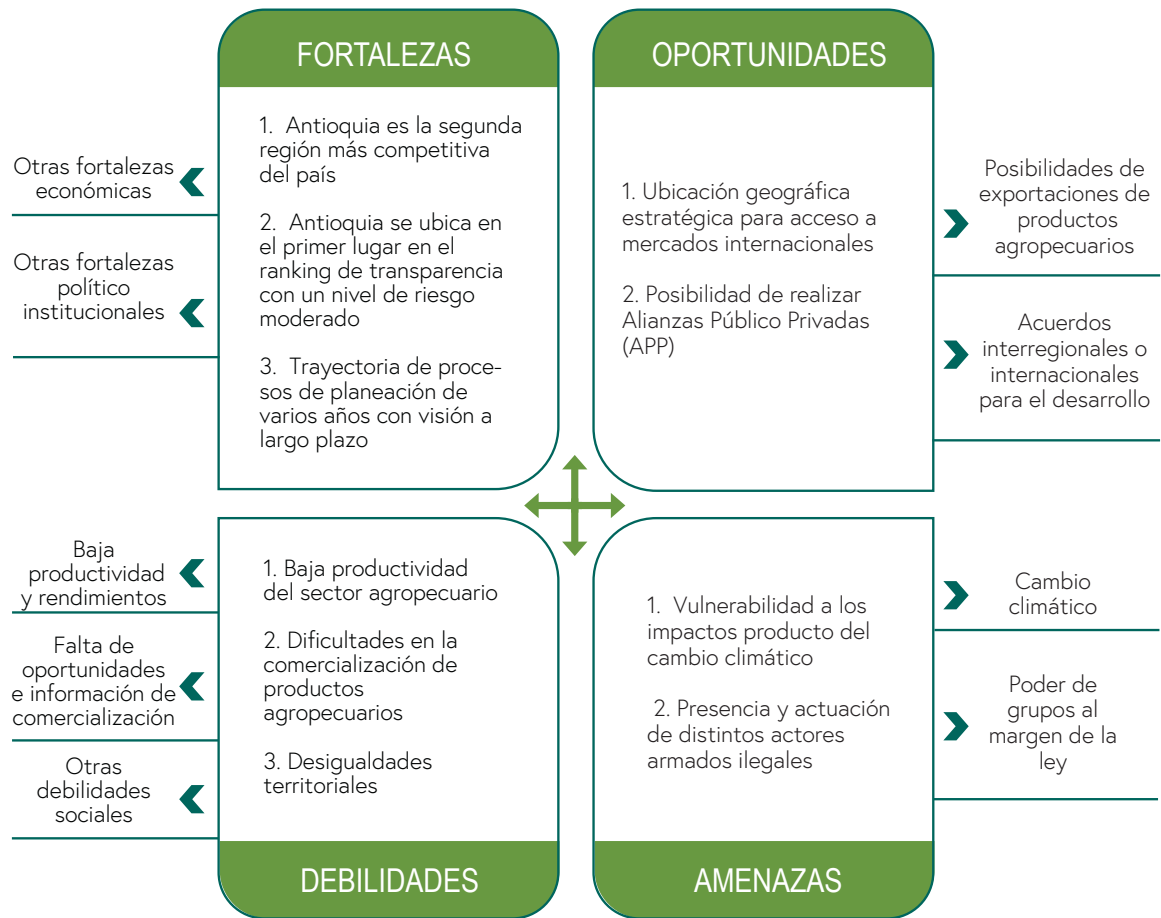 FORTALEZAS
Otras fortalezas
económicas
Otras fortalezas
político
institucionales
1. Antioquia es la segunda
región más competitiva
del país
2. Antioquia se ubica en
el primer lugar en el
ranking de transparencia
con un nivel de riesgo
moderado
3. Trayectoria de proce-
sos de planeación de
varios años con visión a
largo plazo
OPORTUNIDADES
1. Ubicación geográfica
estratégica para acceso a
mercados internacionales
2. Posibilidad de realizar
Alianzas Público Privadas
(APP)
Posibilidades de
exportaciones de
productos
agropecuarios
Acuerdos
interregionales o
internacionales
para el desarrollo
Baja
productividad
y rendimientos
Falta de
oportunidades
e información de
comercialización
Otras
debilidades
sociales
1. Baja productividad
del sector agropecuario
2. Dificultades en la
comercialización de
productos
agropecuarios
3. Desigualdades
territoriales
DEBILIDADES
1. Vulnerabilidad a los
impactos producto del
cambio climático
2. Presencia y actuación
de distintos actores
armados ilegales
AMENAZAS
Cambio
climático
Poder de
grupos al
margen de la
ley